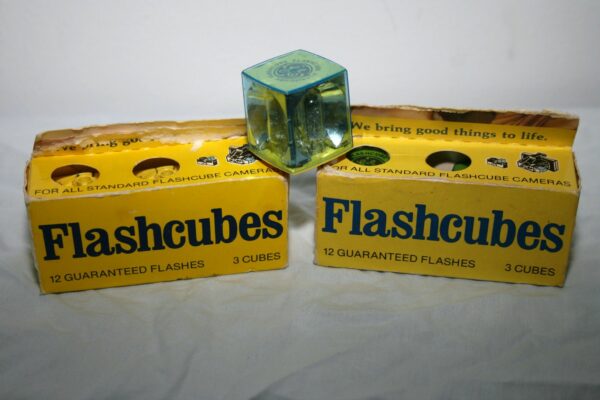 We bring good things to life.
FOR ALL STANDARD FLASHCUBE CAMERAS
Flashcubes
12 GUARANTEED FLASHES 3 CUBES
FOR ALL STANDARD FLASHCUBE CAMERAS
Flashcubes
12 GUARANTEED FLASHES 3 CUBES